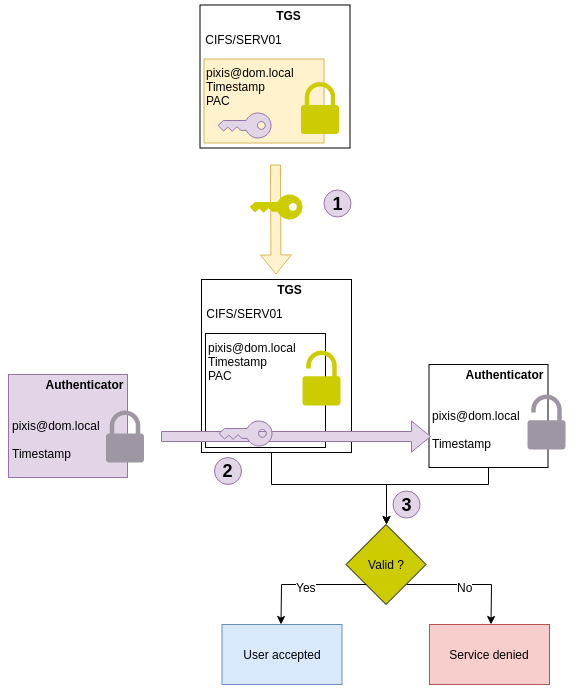 TGS
CIFS/SERV01
pixis@dom.local
Timestamp
PAC
1
TGS
CIFS/SERV01
pixis@dom.local
Timestamp
PAC
Authenticator
pixis@dom.local
Timestamp
2
Authenticator
pixis@dom.local
Timestamp
3
Valid ?
Yes
No
User accepted
Service denied